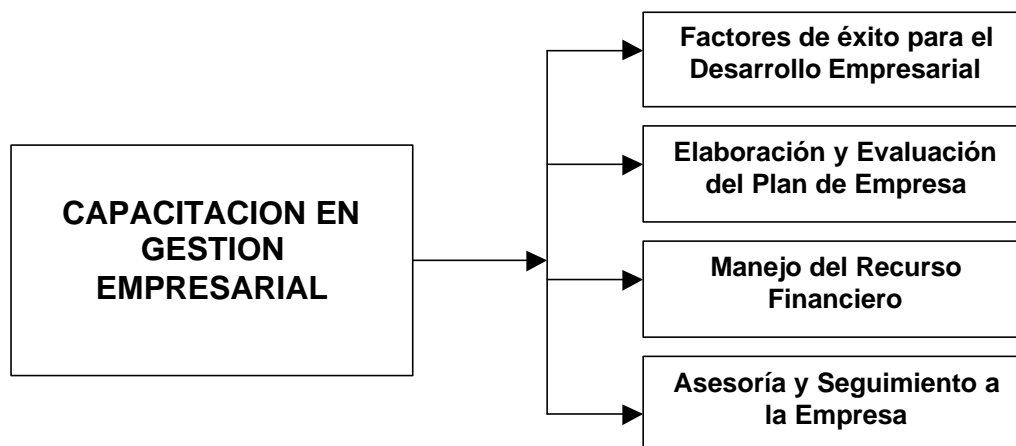 CAPACITACION EN
GESTION
EMPRESARIAL
Factores de éxito para el
Desarrollo Empresarial
Elaboración y Evaluación
del Plan de Empresa
Manejo del Recurso
Financiero
Asesoría y Seguimiento a
la Empresa